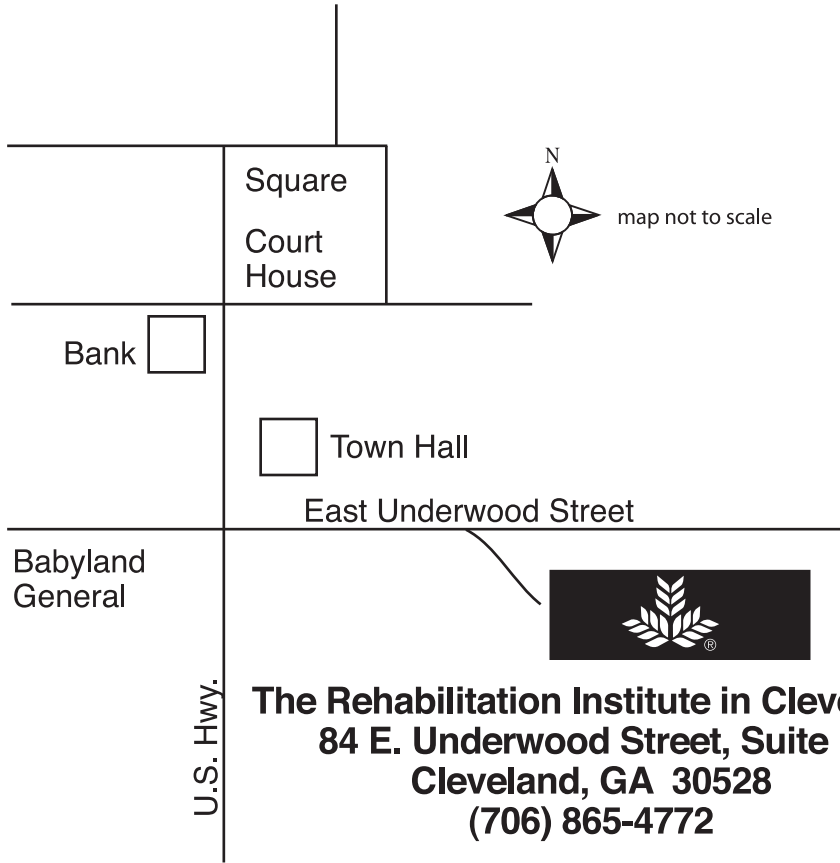 Square
Court
House
N
map not to scale
Bank
Town Hall
East Underwood Street
Babyland
General
®
U.S. Hwy.
The Rehabilitation Institute in
84 E. Underwood Street, Suite
Cleveland, GA 30528
(706) 865-4772